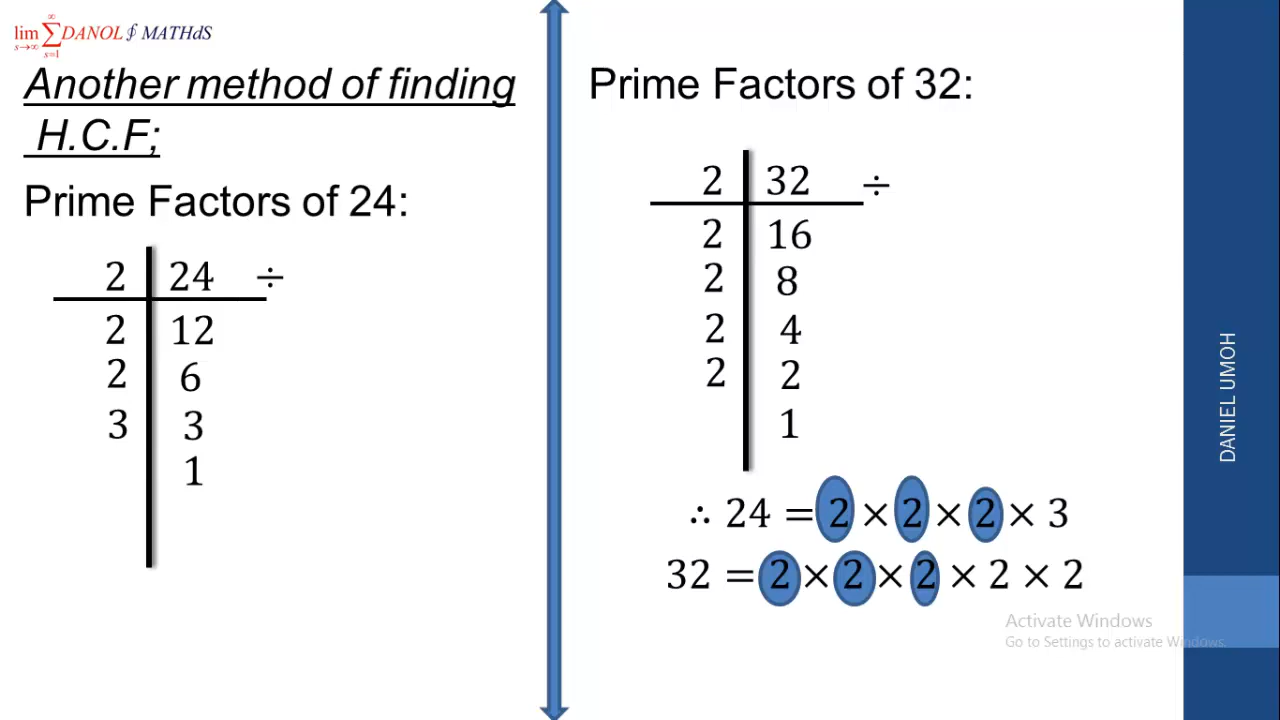 lim ∑ DANOL ∮ MATHdS
s→∞ s=1 ∞
Another method of finding
H.C.F;
Prime Factors of 24:
2 24 ÷
2 12
2 6
3 3
1
Prime Factors of 32:
2 32 ÷
2 16
2 8
2 4
2 2
1
∴ 24 = 2 × 2 × 2 × 3
32 = 2 × 2 × 2 × 2 × 2
DANIEL UMOH
Activate Windows
Go to Settings to activate Windows.